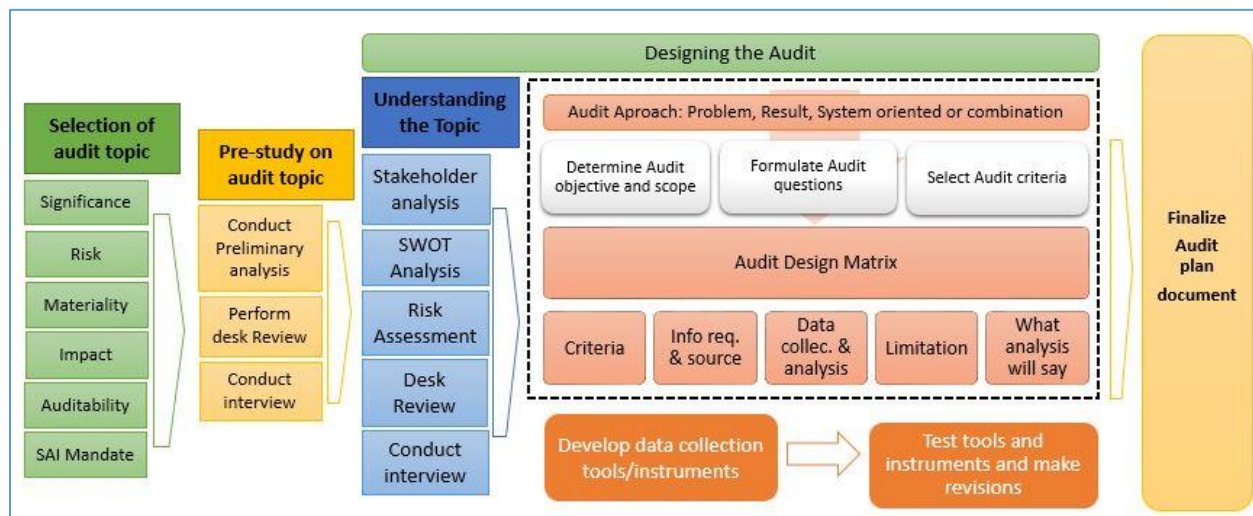 Designing the Audit
Selection of
audit topic
Significance
Risk
Materiality
Impact
Auditability
SAI Mandate
Pre-study on
audit topic
Conduct
Preliminary
analysis
Perform
desk Review
Conduct
interview
Understanding
the Topic
Stakeholder
analysis
SWOT
Analysis
Risk
Assessment
Desk
Review
Conduct
interview
Audit Aproach: Problem, Result, System oriented or combination
Determine Audit
objective and scope
Formulate Audit
questions
Select Audit criteria
Audit Design Matrix
Criteria
Info req.
& source
Data
collec. &
analysis
Limitation
What
analysis
will say
Develop data collection
tools/instruments
Test tools and
instruments and make
revisions
Finalize
Audit
plan
document